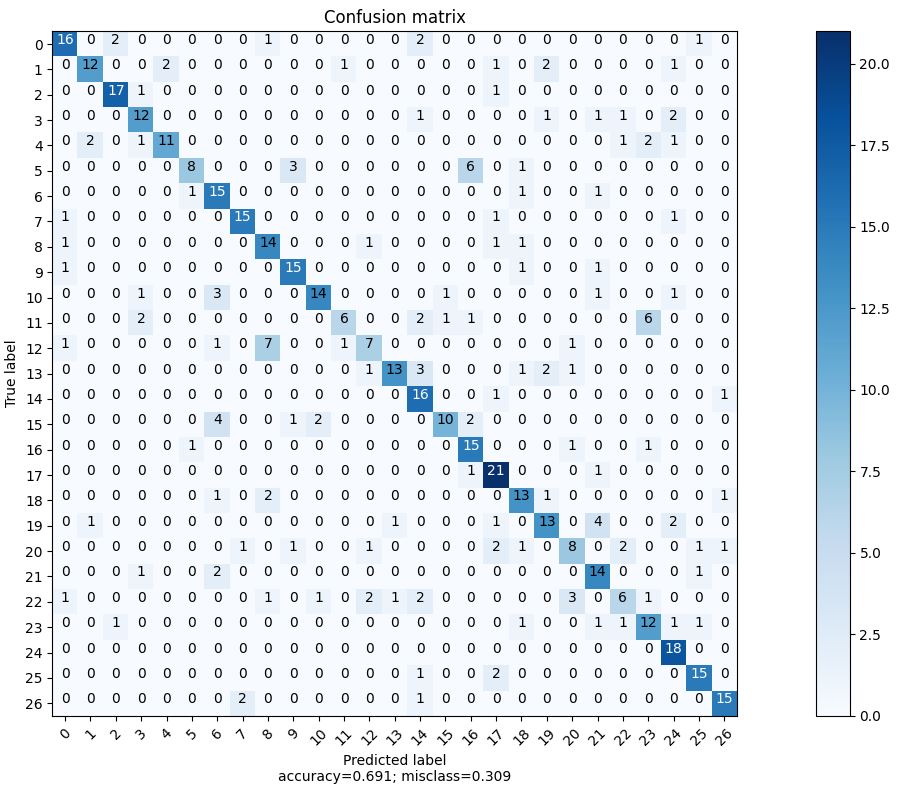 Confusion matrix
0 16 0 2 0 0 0 0 0 1 0 0 0 0 0 2 0 0 0 0 0 0 0 0 0 0 1 0
1 0 12 0 0 2 0 0 0 0 0 0 1 0 0 0 0 0 1 0 2 0 0 0 0 1 0 0
2 0 0 17 1 0 0 0 0 0 0 0 0 0 0 0 0 0 1 0 0 0 0 0 0 0 0 0
3 0 0 0 12 0 0 0 0 0 0 0 0 0 0 1 0 0 0 0 1 0 1 1 0 2 0 0
4 0 2 0 1 11 0 0 0 0 0 0 0 0 0 0 0 0 0 0 0 0 0 1 2 1 0 0
5 0 0 0 0 0 8 0 0 0 3 0 0 0 0 0 0 6 0 1 0 0 0 0 0 0 0 0
6 0 0 0 0 0 1 15 0 0 0 0 0 0 0 0 0 0 0 1 0 0 1 0 0 0 0 0
7 1 0 0 0 0 0 0 15 0 0 0 0 0 0 0 0 0 1 0 0 0 0 0 0 1 0 0
8 1 0 0 0 0 0 0 0 14 0 0 0 1 0 0 0 0 1 1 0 0 0 0 0 0 0 0
9 1 0 0 0 0 0 0 0 0 15 0 0 0 0 0 0 0 0 1 0 0 1 0 0 0 0 0
10 0 0 0 1 0 0 3 0 0 0 14 0 0 0 0 1 0 0 0 0 0 1 0 0 1 0 0
11 0 0 0 2 0 0 0 0 0 0 0 6 0 0 2 1 1 0 0 0 0 0 0 6 0 0 0
12 1 0 0 0 0 0 1 0 7 0 0 1 7 0 0 0 0 0 0 0 1 0 0 0 0 0 0
13 0 0 0 0 0 0 0 0 0 0 0 0 1 13 3 0 0 0 1 2 1 0 0 0 0 0 0
14 0 0 0 0 0 0 0 0 0 0 0 0 0 0 16 0 0 1 0 0 0 0 0 0 0 0 1
15 0 0 0 0 0 0 4 0 0 1 2 0 0 0 0 10 2 0 0 0 0 0 0 0 0 0 0
16 0 0 0 0 0 1 0 0 0 0 0 0 0 0 0 0 15 0 0 0 1 0 0 1 0 0 0
17 0 0 0 0 0 0 0 0 0 0 0 0 0 0 0 0 1 21 0 0 0 1 0 0 0 0 0
18 0 0 0 0 0 0 1 0 2 0 0 0 0 0 0 0 0 0 13 1 0 0 0 0 0 0 1
19 0 1 0 0 0 0 0 0 0 0 0 0 0 1 0 0 0 1 0 13 0 4 0 0 2 0 0
20 0 0 0 0 0 0 0 1 0 1 0 0 1 0 0 0 0 2 1 0 8 0 2 0 0 1 1
21 0 0 0 1 0 0 2 0 0 0 0 0 0 0 0 0 0 0 0 0 0 14 0 0 0 1 0
22 1 0 0 0 0 0 0 0 1 0 1 0 2 1 2 0 0 0 0 0 3 0 6 1 0 0 0
23 0 0 1 0 0 0 0 0 0 0 0 0 0 0 0 0 0 0 1 0 0 1 1 12 1 1 0
24 0 0 0 0 0 0 0 0 0 0 0 0 0 0 0 0 0 0 0 0 0 0 0 0 18 0 0
25 0 0 0 0 0 0 0 0 0 0 0 0 0 0 1 0 0 2 0 0 0 0 0 0 0 15 0
26 0 0 0 0 0 0 0 2 0 0 0 0 0 0 1 0 0 0 0 0 0 0 0 0 0 0 15
0 1 2 3 4 5 6 7 8 9 10 11 12 13 14 15 16 17 18 19 20 21 22 23 24 25 26
True label
Predicted label
accuracy=0.691; misclass=0.309
20.0
17.5
15.0
12.5
10.0
7.5
5.0
2.5
0.0